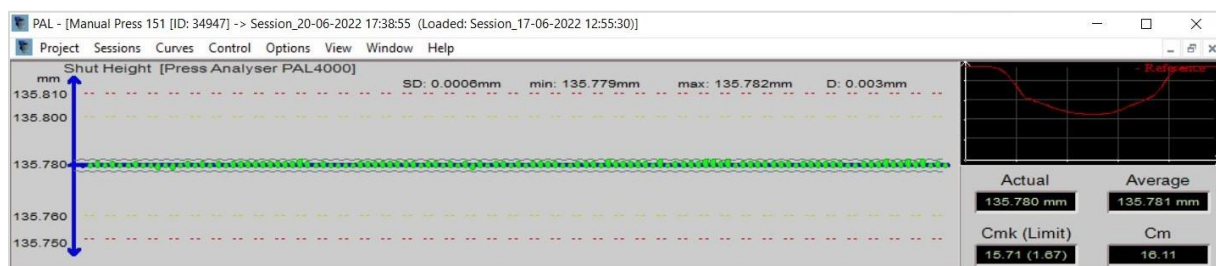 PAL - [Manual Press 151 [ID: 34947] -> Session_20-06-2022 17:38:55 (Loaded: Session_17-06-2022 12:55:30)]
Project Sessions Curves Control Options View Window Help
Shut Height [Press Analyser PAL4000]
mm
SD: 0.0006mm min: 135.779mm max: 135.782mm D: 0.003mm
- Reference
135.810
135.800
135.780
135.760
135.750
Actual Average
135.780 mm 135.781 mm
Cmk (Limit) Cm
15.71 (1.67) 16.11